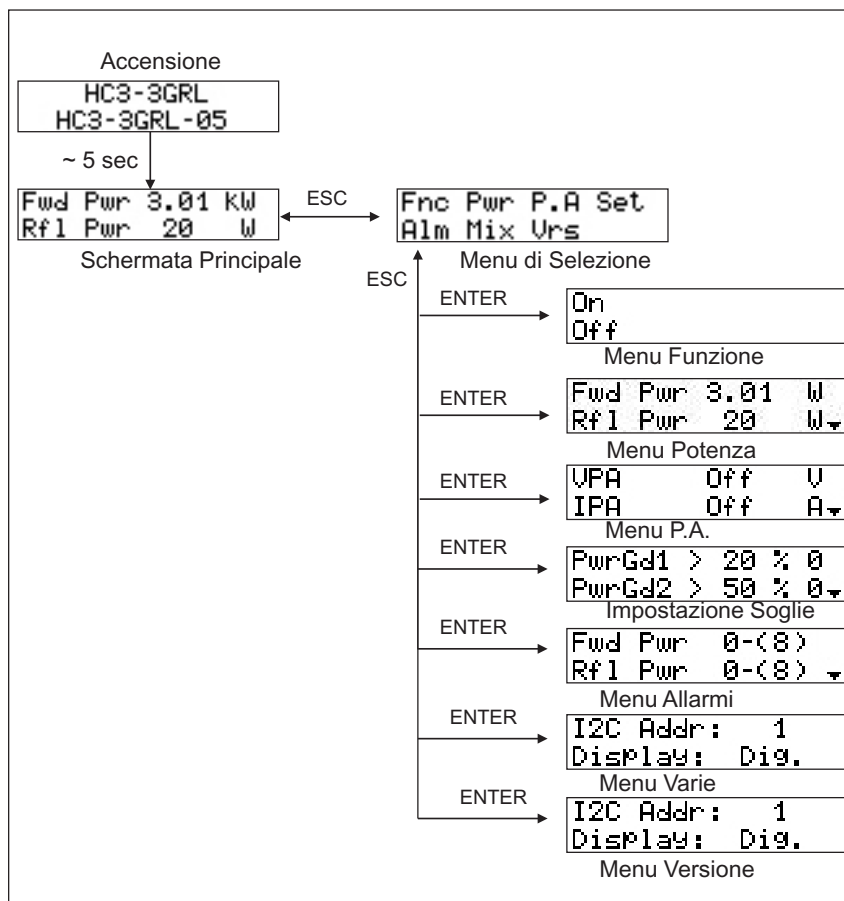 Accensione
HC3-3GRL
HC3-3GRL-05
~ 5 sec
Fwd Pwr 3.01 KW
Rfl Pwr 20 W
Schermata Principale
ESC
Fnc Pwr P.A Set
Alm Mix Vrs
Menu di Selezione
ESC
ENTER
On
Off
Menu Funzione
ENTER
Fwd Pwr 3.01 W
Rfl Pwr 20 W
Menu Potenza
ENTER
VPA Off V
IPA Off A
Menu P.A.
ENTER
PwrGd1 > 20 % 0
PwrGd2 > 50 % 0
Impostazione Soglie
ENTER
Fwd Pwr 0-(8)
Rfl Pwr 0-(8)
Menu Allarmi
ENTER
I2C Addr: 1
Display: Dig.
Menu Varie
ENTER
I2C Addr: 1
Display: Dig.
Menu Versione